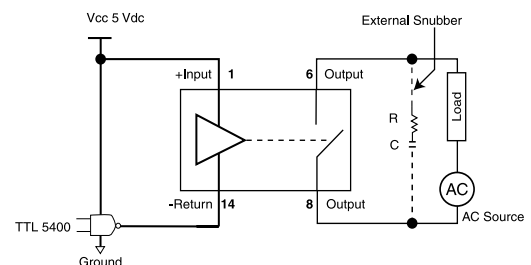 Vcc 5 Vdc
External Snubber
+Input 1
6 Output
R
C
Load
AC
AC Source
-Return 14
8 Output
TTL 5400
Ground